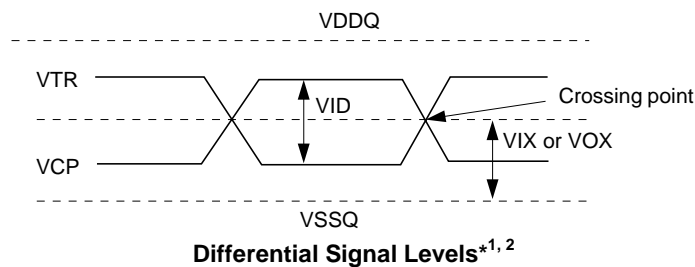 VDDQ
VTR
VID
Crossing point
VIX or VOX
VCP
VSSQ
Differential Signal Levels*1, 2